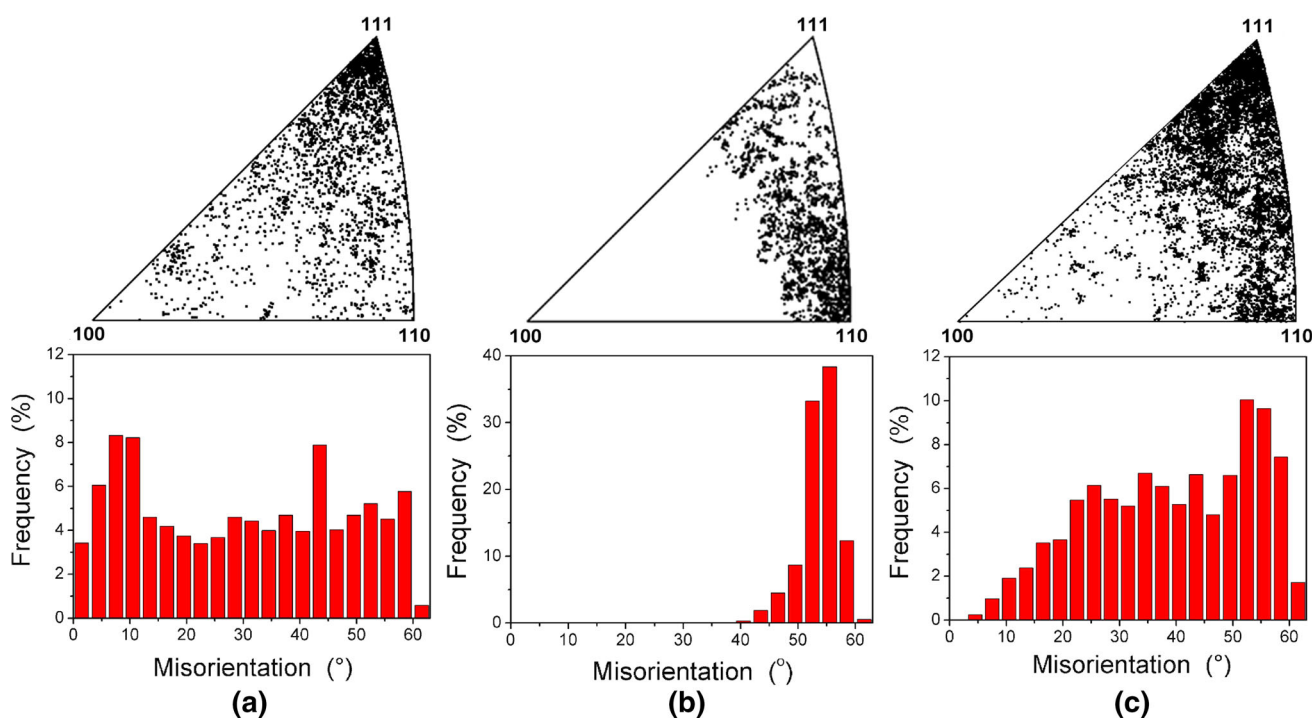 111 111 111
100 110 100 110 100 110
12 10 8 6 4 2 0
Frequency (%)
0 10 20 30 40 50 60
Misorientation (°)
(a)
40 30 20 10 0
Frequency (%)
0 10 20 30 40 50 60
Misorientation (°)
(b)
12 10 8 6 4 2 0
Frequency (%)
0 10 20 30 40 50 60
Misorientation (°)
(c)